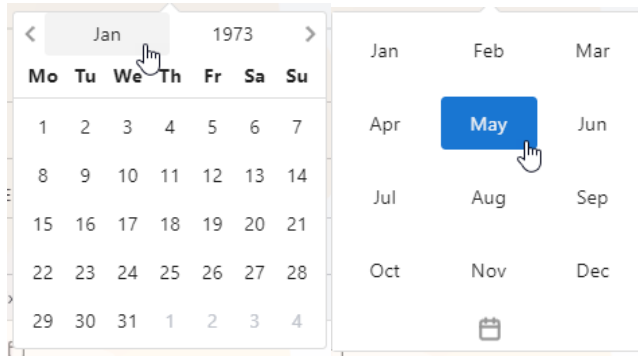 Jan 1973
Mo Tu We Th Fr Sa Su
1 2 3 4 5 6 7
8 9 10 11 12 13 14
15 16 17 18 19 20 21
22 23 24 25 26 27 28
29 30 31 1 2 3 4
Jan Feb Mar
Apr May Jun
Jul Aug Sep
Oct Nov Dec